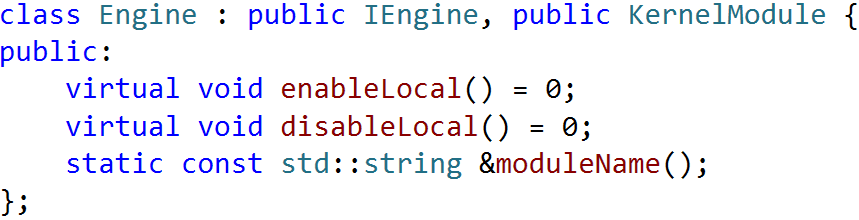 class Engine : public IEngine, public KernelModule {
public:
    virtual void enableLocal() = 0;
    virtual void disableLocal() = 0;
    static const std::string &moduleName();
};